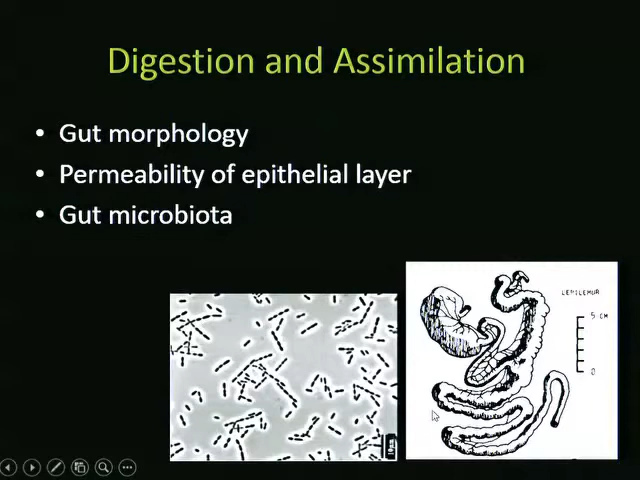 Digestion and Assimilation
• Gut morphology
• Permeability of epithelial layer
• Gut microbiota
LEPILEMUR
5 CM
0